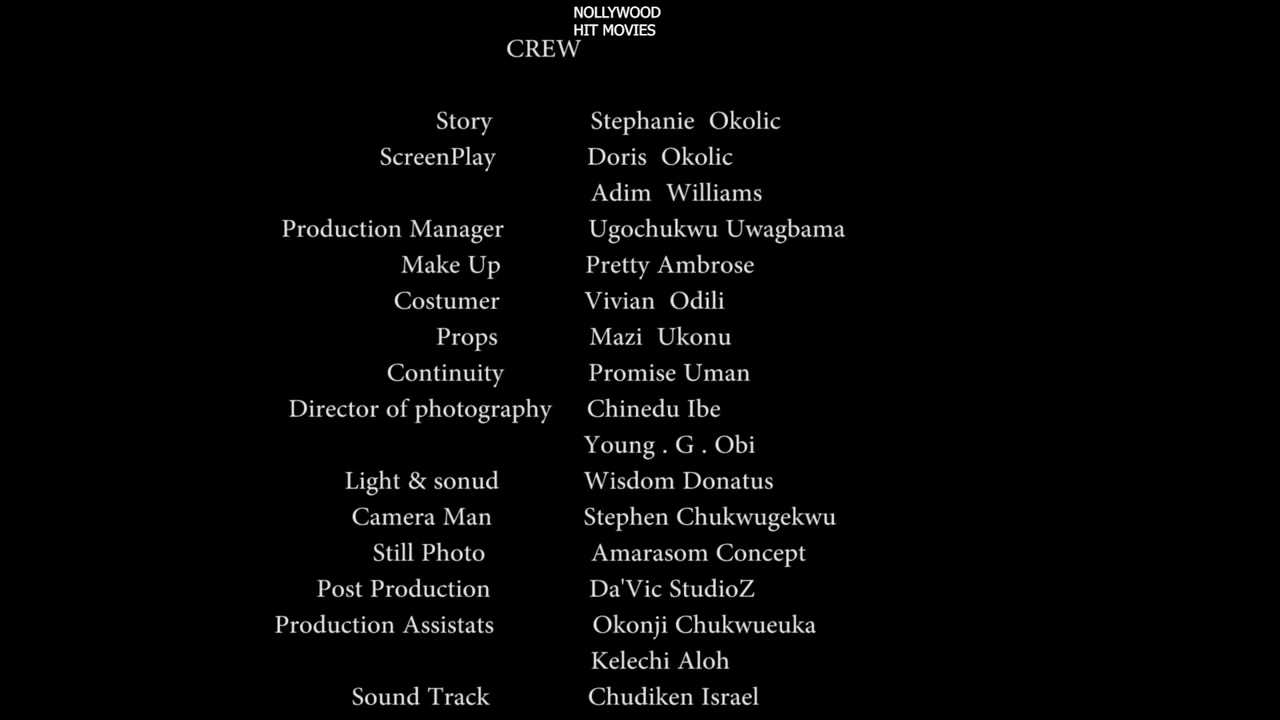 NOLLYWOOD
HIT MOVIES
CREW
Story Stephanie Okolic
ScreenPlay Doris Okolic
Adim Williams
Production Manager Ugochukwu Uwagbama
Make Up Pretty Ambrose
Costumer Vivian Odili
Props Mazi Ukonu
Continuity Promise Uman
Director of photography Chinedu Ibe
Young . G . Obi
Light & sonud Wisdom Donatus
Camera Man Stephen Chukwugekwu
Still Photo Amarasom Concept
Post Production Da'Vic StudioZ
Production Assistats Okonji Chukwueuka
Kelechi Aloh
Sound Track Chudiken Israel